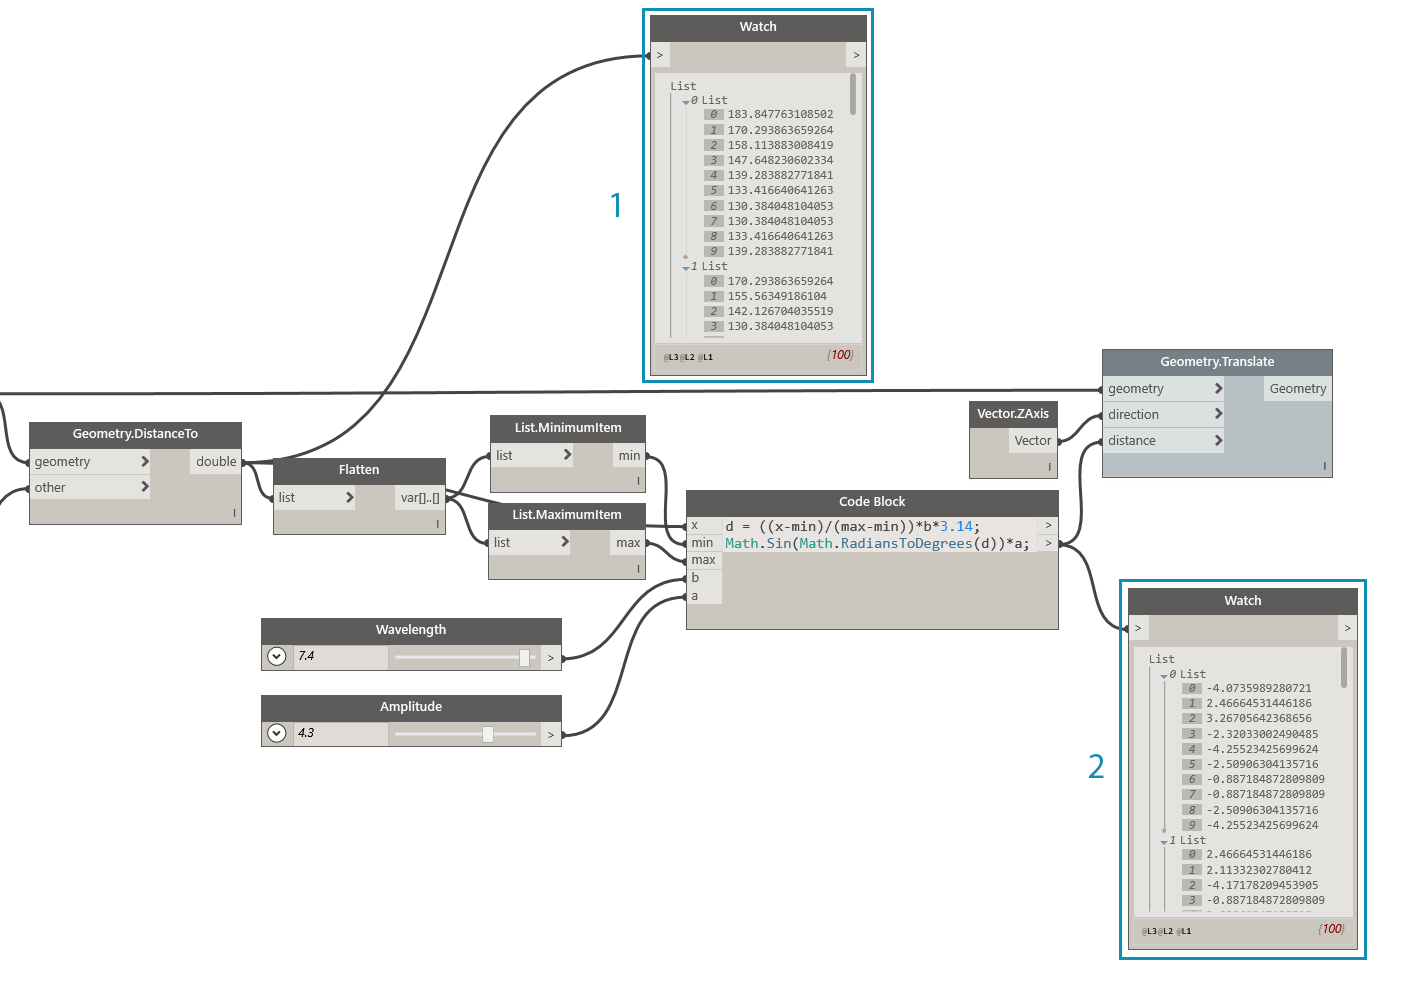 Watch
> >
List
0 List
0 183.847763108502
1 170.293863659264
2 158.113883008419
3 147.648230602334
4 139.283882771841
5 133.416640641263
6 130.384048104053
7 130.384048104053
8 133.416640641263
9 139.283882771841
1 List
0 170.293863659264
1 155.56349186104
2 142.126704035519
3 130.384048104053
@L3 @L2 @L1 {100}
1
Geometry.DistanceTo
geometry > double
other >
Flatten
list > var[]..[]
List.MinimumItem
list > min
List.MaximumItem
list > max
Vector.ZAxis
Vector
Geometry.Translate
geometry > Geometry
direction >
distance >
Code Block
x d = ((x-min)/(max-min))*b*3.14; >
min Math.Sin(Math.RadiansToDegrees(d))*a; >
max
b
a
Wavelength
7.4 >
Amplitude
4.3 >
2
Watch
> >
List
0 List
0 -4.0735989280721
1 2.46664531446186
2 3.26705642368656
3 -2.32033002490485
4 -4.25523425699624
5 -2.50906304135716
6 -0.887184872809809
7 -0.887184872809809
8 -2.50906304135716
9 -4.25523425699624
1 List
0 2.46664531446186
1 2.11332302780412
2 -4.17178209453905
3 -0.887184872809809
@L3 @L2 @L1 {100}